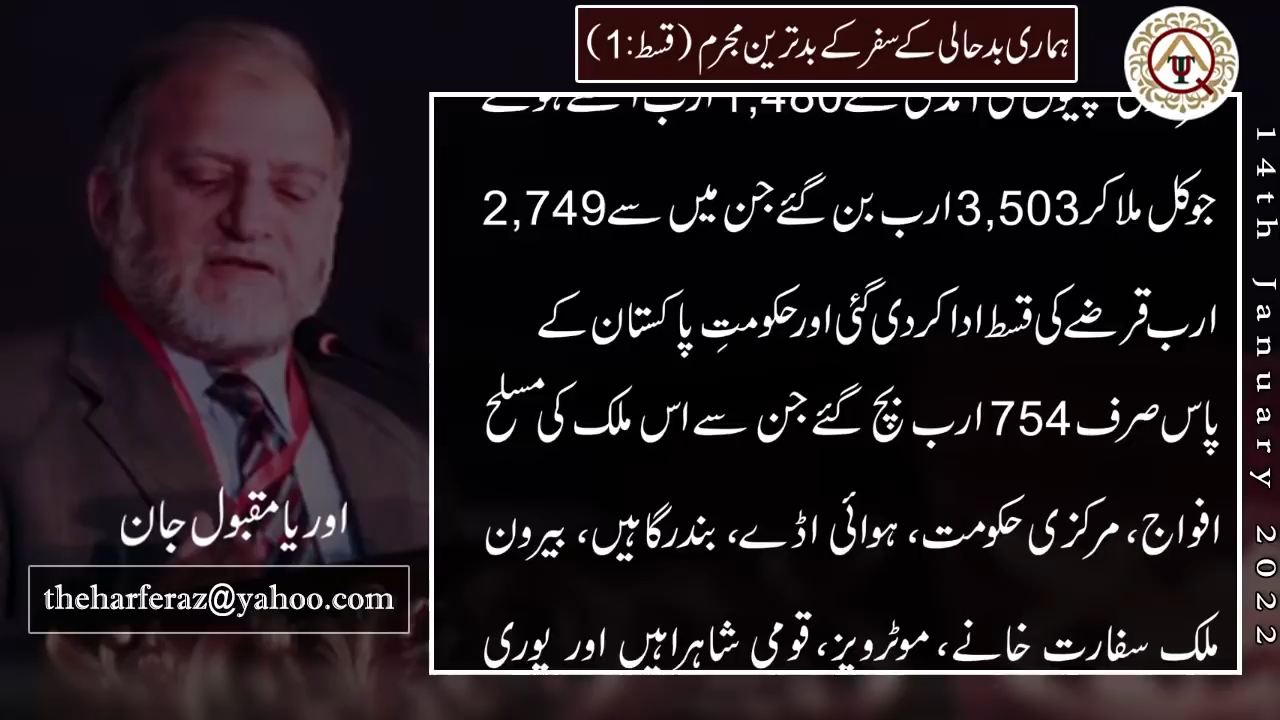 ہماری بدحالی کے سفر کے بدترین مجرم (قسط:1)
جو کل ملا کر 3,503 ارب بن گئے جن میں سے 2,749
ارب قرضے کی قسط ادا کر دی گئی اور حکومتِ پاکستان کے
پاس صرف 754 ارب بچ گئے جن سے اس ملک کی مسلح
افواج، مرکزی حکومت، ہوائی اڈے، بندرگاہیں، بیرون
ملک سفارت خانے، موٹرویز، قومی شاہراہیں اور پوری
اوریا مقبول جان
theharferaz@yahoo.com
14th January 2022